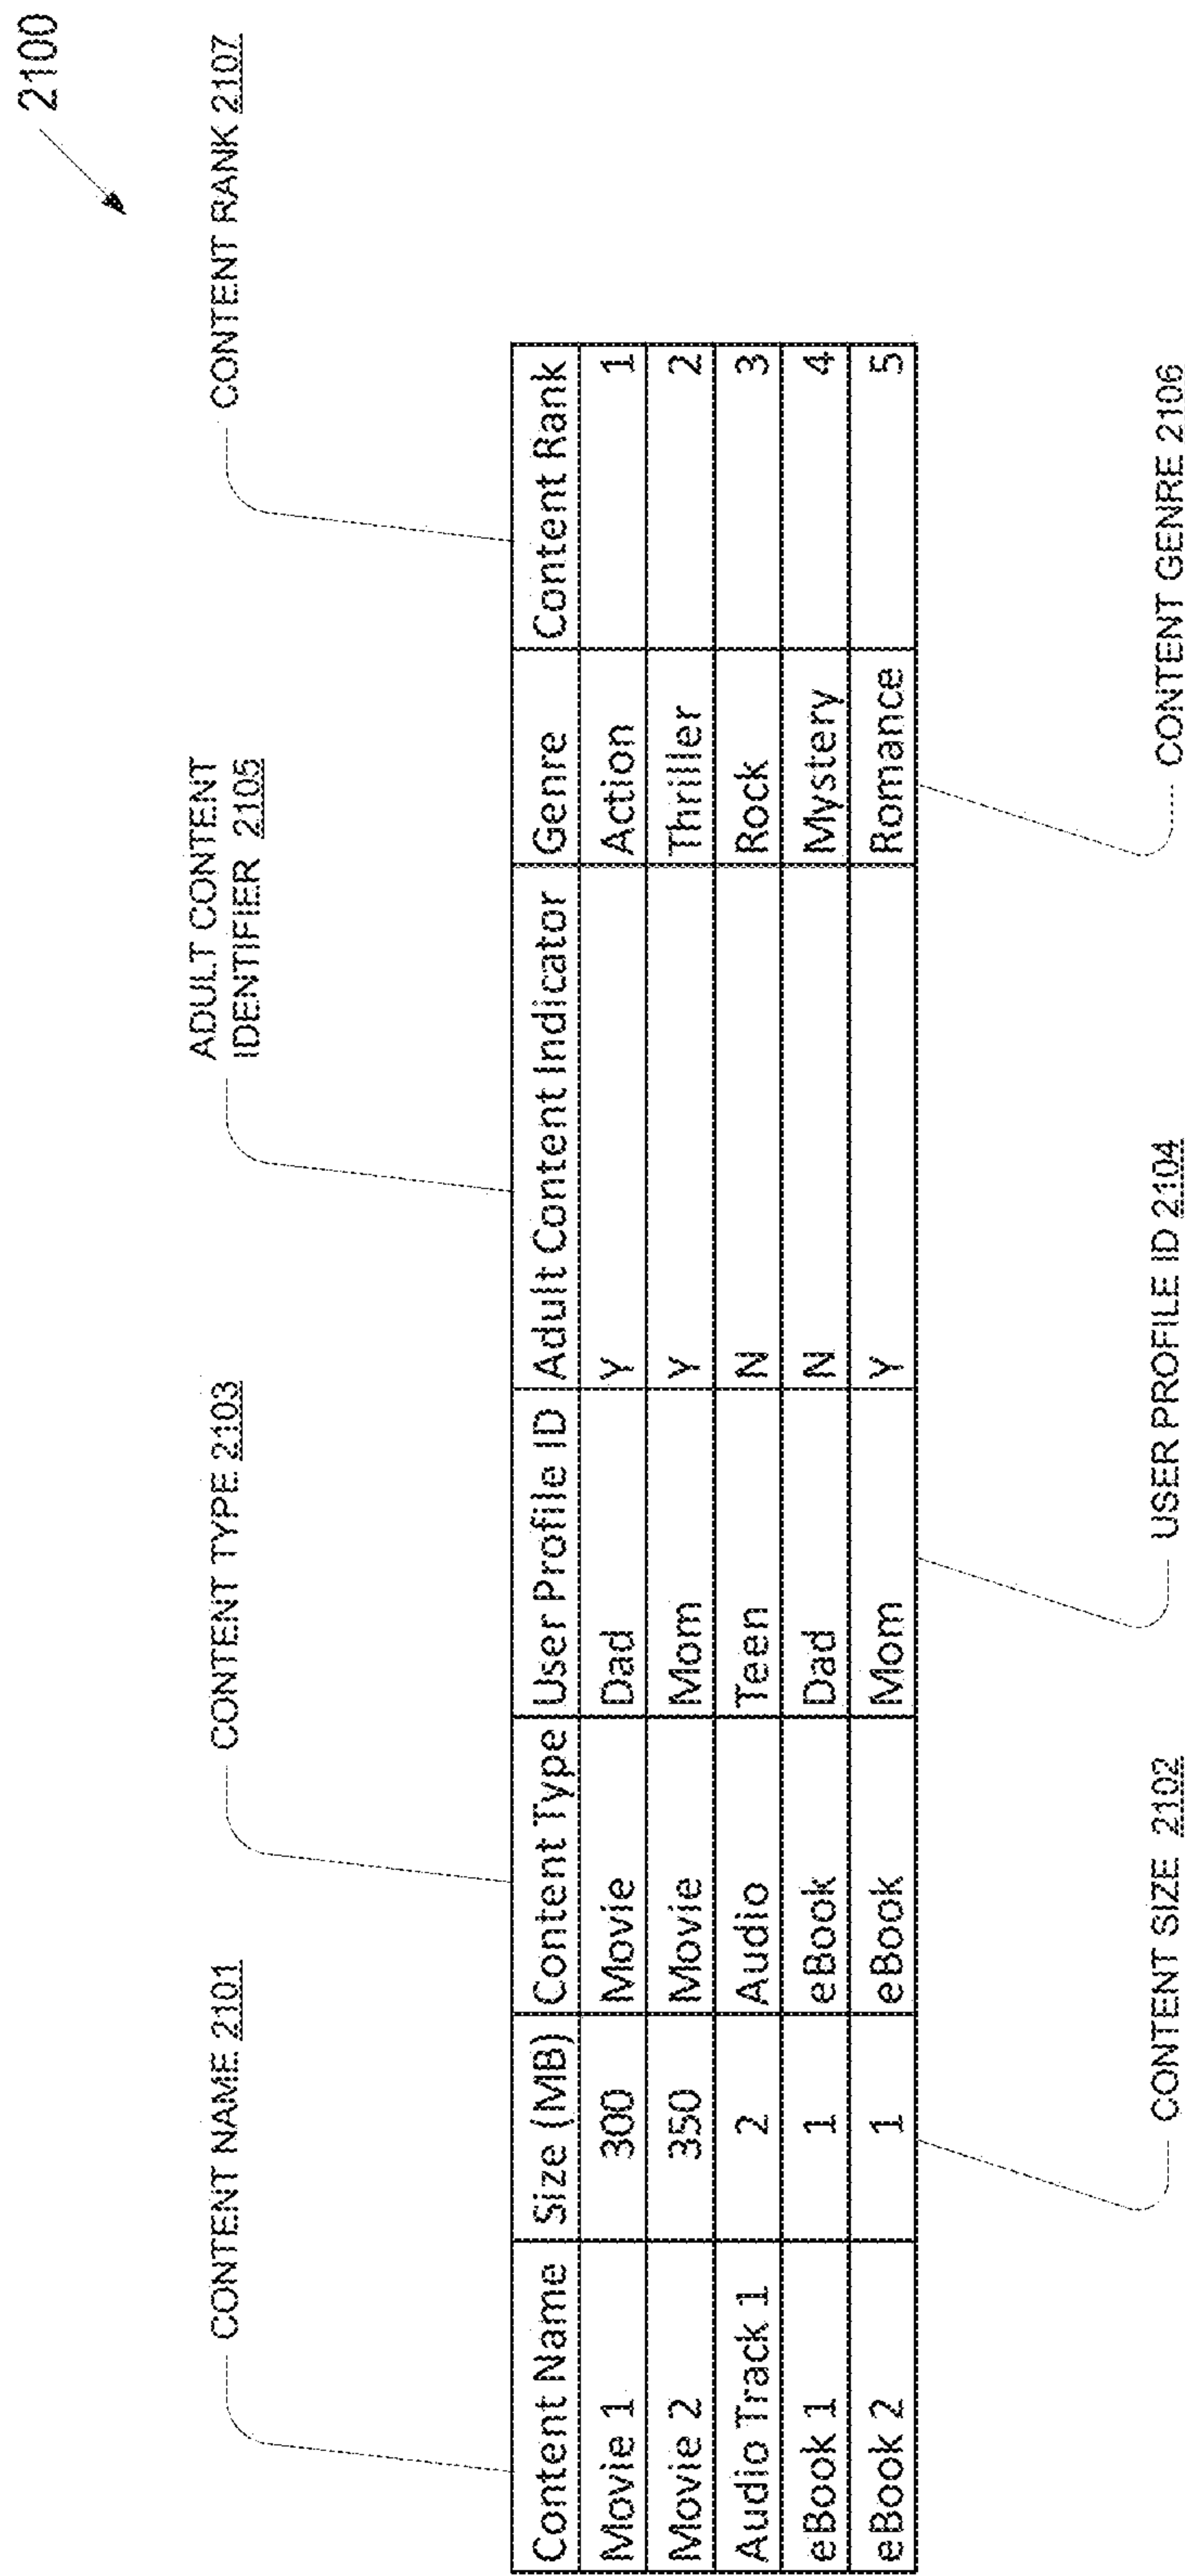 2100
CONTENT NAME 2101
CONTENT TYPE 2103
ADULT CONTENT
IDENTIFIER 2105
CONTENT RANK 2107
Content Name Size (MB) Content Type User Profile ID Adult Content Indicator Genre Content Rank
Movie 1 300 Movie Dad Y Action 1
Movie 2 350 Movie Mom Y Thriller 2
Audio Track 1 2 Audio Teen N Rock 3
eBook 1 1 eBook Dad N Mystery 4
eBook 2 1 eBook Mom Y Romance 5
CONTENT SIZE 2102
USER PROFILE ID 2104
CONTENT GENRE 2106